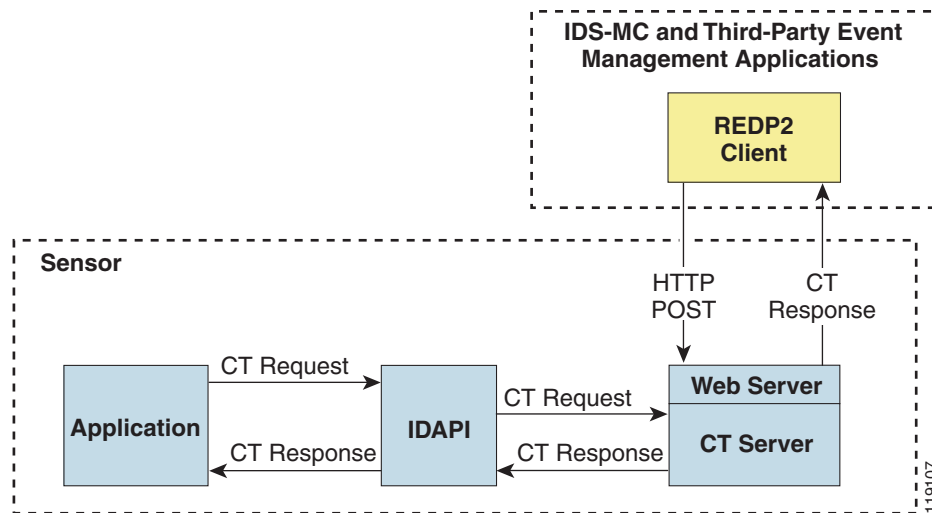 IDS-MC and Third-Party Event
Management Applications
REDP2
Client
Sensor
HTTP
POST
CT
Response
CT Request
CT Request
Web Server
Application
IDAPI
CT Server
CT Response
CT Response
119107